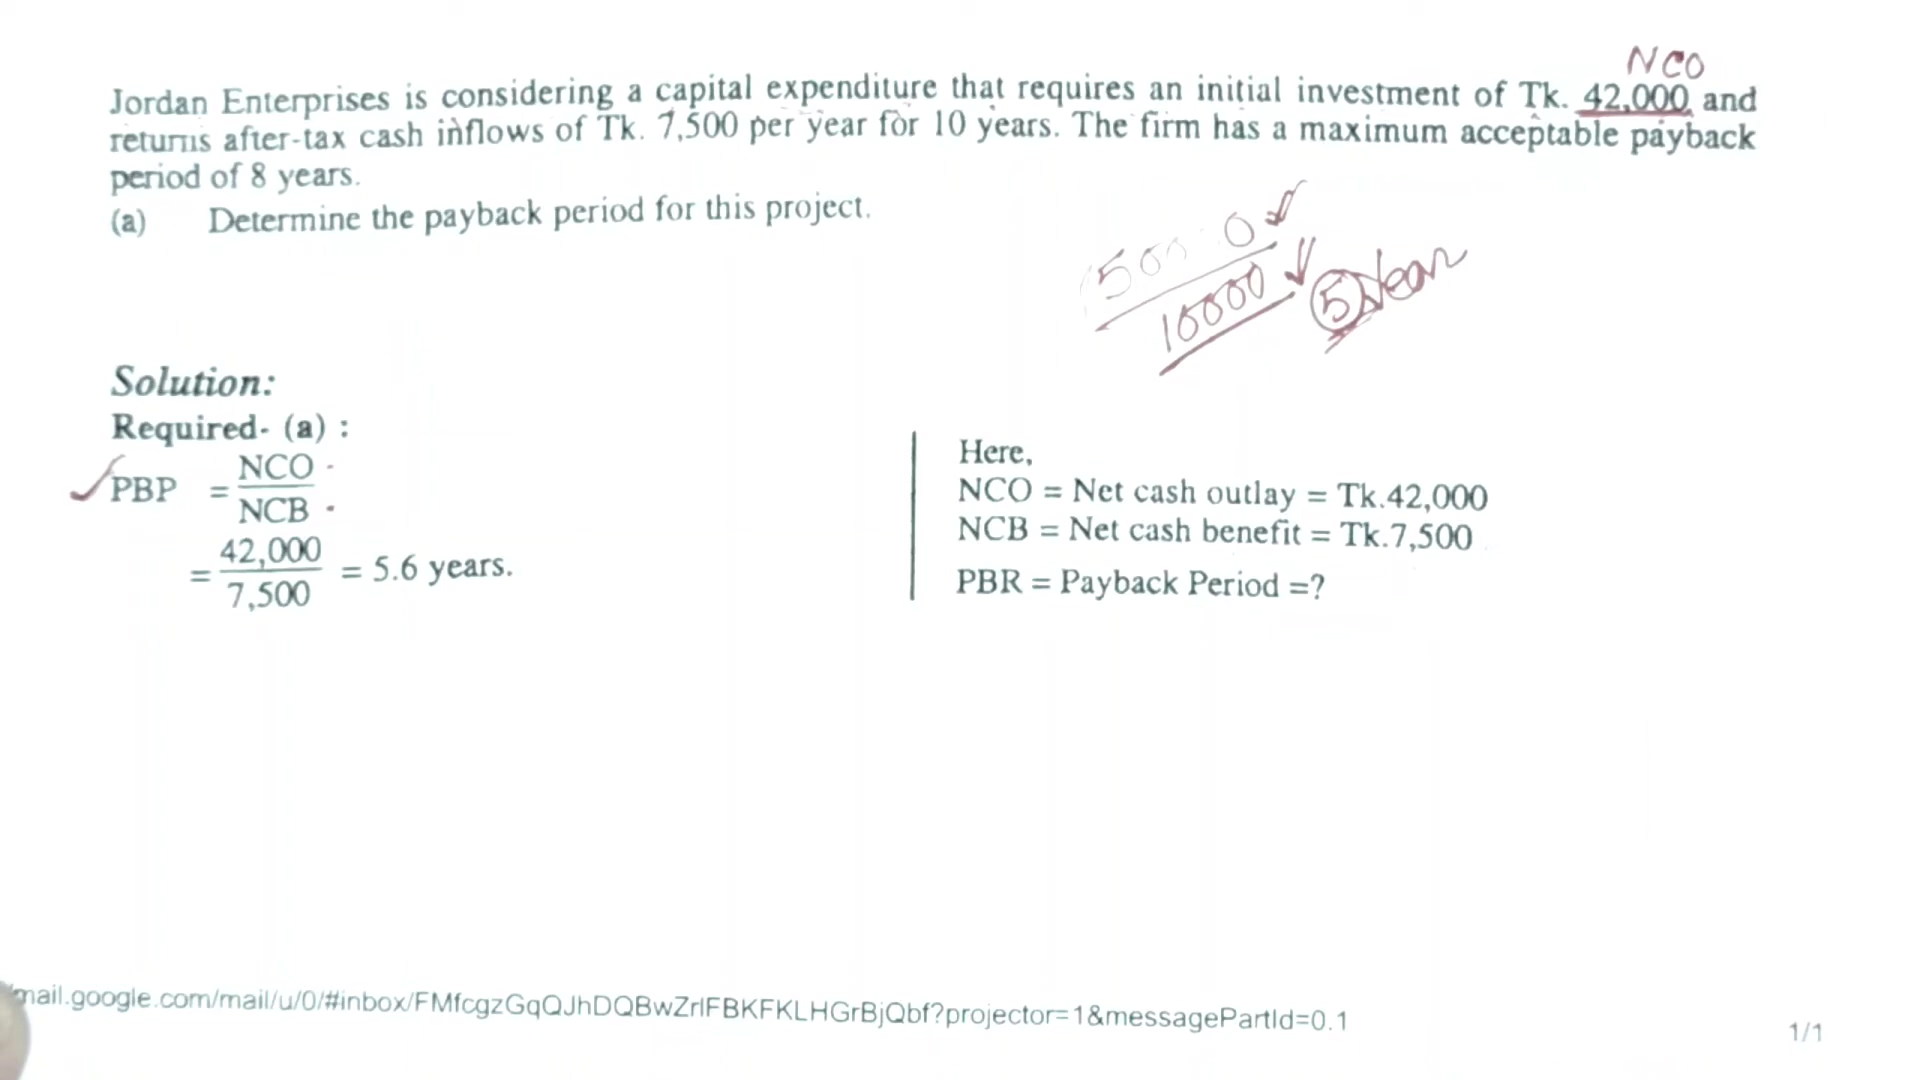 NCO
Jordan Enterprises is considering a capital expenditure that requires an initial investment of Tk. 42,000 and
returns after-tax cash inflows of Tk. 7,500 per year for 10 years. The firm has a maximum acceptable payback
period of 8 years.
(a) Determine the payback period for this project.
10000
5 Year
Solution:
Required- (a) :
PBP = NCO
NCB
= 42,000
7,500
= 5.6 years.
Here,
NCO = Net cash outlay = Tk.42,000
NCB = Net cash benefit = Tk.7,500
PBR = Payback Period =?
mail.google.com/mail/u/0/#inbox/FMfcgzGqQJhDQBwZrlFBKFKLHGrBjQbf?projector=1&messagePartId=0.1
1/1